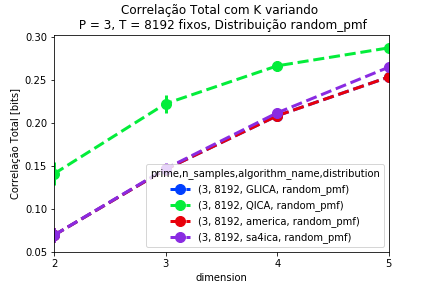 Correlação Total com K variando
P = 3, T = 8192 fixos, Distribuição random_pmf
Correlação Total [bits]
0.30
0.25
0.20
0.15
0.10
0.05
prime,n_samples,algorithm_name,distribution
(3, 8192, GLICA, random_pmf)
(3, 8192, QICA, random_pmf)
(3, 8192, america, random_pmf)
(3, 8192, sa4ica, random_pmf)
2
3
4
5
dimension